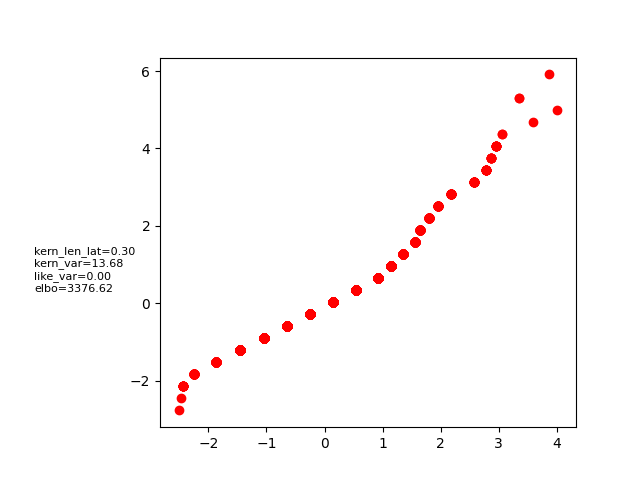 6
4
2
0
−2
kern_len_lat=0.30
kern_var=13.68
like_var=0.00
elbo=3376.62
−2 −1 0 1 2 3 4